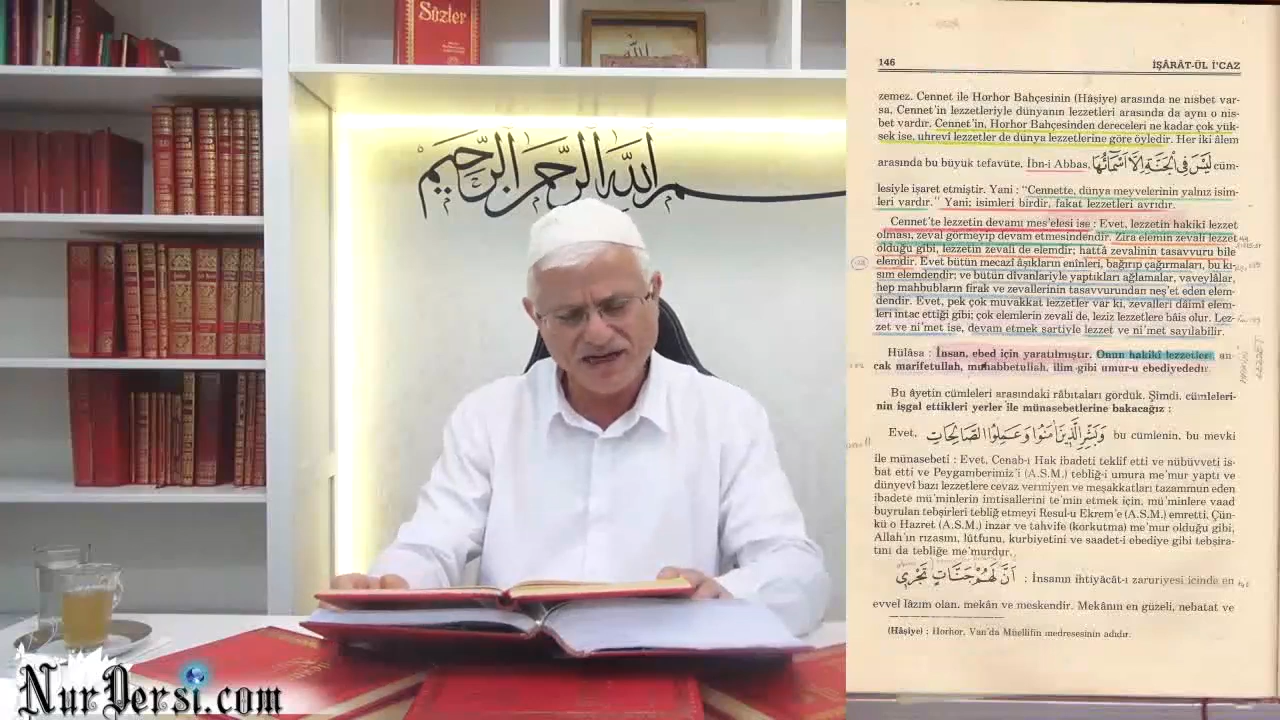 Sözler
الله
بسم الله الرحمن الرحيم
146 İŞÂRÂT-ÜL İ'CAZ
zemez. Cennet ile Horhor Bahçesinin (Hâşiye) arasında ne nisbet var-
sa, Cennet'in lezzetleriyle dünyanın lezzetleri arasında da aynı o nis-
bet vardır. Cennet'in, Horhor Bahçesinden dereceleri ne kadar çok yük-
sek ise, uhrevî lezzetler de dünya lezzetlerine göre öyledir. Her iki âlem
arasında bu büyük tefavüte, İbn-i Abbas, لَيْسَ فِى الْجَنَّةِ اِلَّا اَسْمَائُهَا cüm-
lesiyle işaret etmiştir. Yani : "Cennette, dünya meyvelerinin yalnız isim-
leri vardır." Yani; isimleri birdir, fakat lezzetleri ayrıdır.
Cennet'te lezzetin devamı mes'elesi ise : Evet, lezzetin hakikî lezzet
olması, zeval görmeyip devam etmesindendir. Zira elemin zevali lezzet
olduğu gibi, lezzetin zevali de elemdir; hattâ zevalinin tasavvuru bile
elemdir. Evet bütün mecazî âşıkların enînleri, bağırıp çağırmaları, bu kı-
sım elemdendir; ve bütün dîvanlariyle yaptıkları ağlamalar, vaveylâlar,
hep mahbubların firak ve zevallerinin tasavvurundan neş'et eden elem-
dendir. Evet, pek çok muvakkat lezzetler var ki, zevalleri daimî elem-
leri intac ettiği gibi; çok elemlerin zevali de, leziz lezzetlere bâis olur. Lez-
zet ve ni'met ise, devam etmek şartiyle lezzet ve ni'met sayılabilir.
Hülâsa : İnsan, ebed için yaratılmıştır. Onun hakikî lezzetleri, an-
cak marifetullah, muhabbetullah, ilim gibi umur-u ebediyededir.
Bu âyetin cümleleri arasındaki râbıtaları gördük. Şimdi, cümleleri-
nin işgal ettikleri yerler ile münasebetlerine bakacağız :
Evet, وَبَشِّرِ الَّذِينَ اٰمَنُوا وَعَمِلُوا الصَّالِحَاتِ bu cümlenin, bu mevki
ile münasebeti : Evet, Cenab-ı Hak ibadeti teklif etti ve nübüvveti is-
bat etti ve Peygamberimiz'i (A.S.M.) tebliğ-i umura me'mur yaptı ve
dünyevî bazı lezzetlere cevaz vermiyen ve meşakkatları tazammun eden
ibadete mü'minlerin imtisallerini te'min etmek için, mü'minlere vaad
buyrulan tebşirleri tebliğ etmeyi Resul-u Ekrem'e (A.S.M.) emretti. Çün-
kü o Hazret (A.S.M.) inzar ve tahvife (korkutma) me'mur olduğu gibi,
Allah'ın rızasını, lûtfunu, kurbiyetini ve saadet-i ebediye gibi tebşira-
tını da tebliğe me'murdur.
اَنَّ لَهُمْ جَنَّاتٍ تَجْرِى : İnsanın ihtiyâcât-ı zaruriyesi içinde en
evvel lâzım olan, mekân ve meskendir. Mekânın en güzeli, nebatat ve
(Hâşiye) : Horhor, Van'da Müellifin medresesinin adıdır.
NurDersi.com